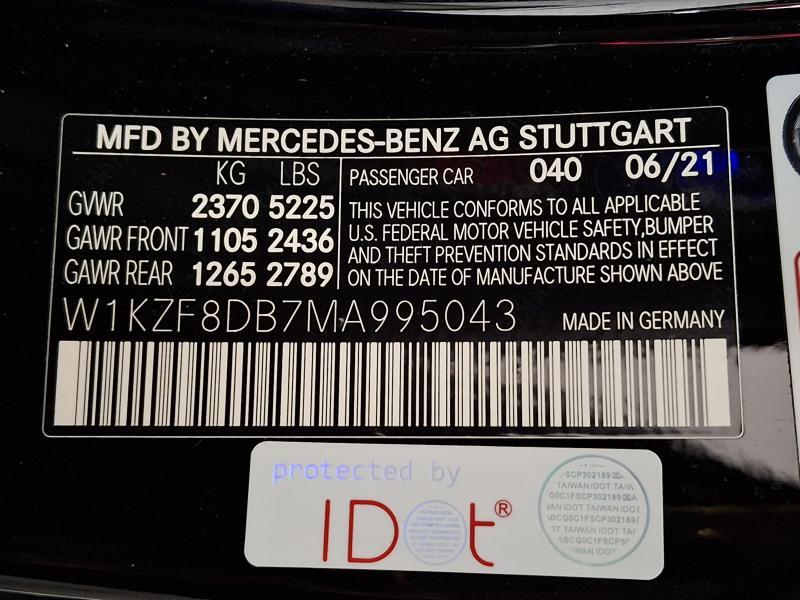 MFD BY MERCEDES-BENZ AG STUTTGART
KG LBS
GVWR 2370 5225
GAWR FRONT 1105 2436
GAWR REAR 1265 2789
PASSENGER CAR 040 06/21
THIS VEHICLE CONFORMS TO ALL APPLICABLE
U.S. FEDERAL MOTOR VEHICLE SAFETY,BUMPER
AND THEFT PREVENTION STANDARDS IN EFFECT
ON THE DATE OF MANUFACTURE SHOWN ABOVE
W1KZF8DB7MA995043
MADE IN GERMANY
protected by
IDot®
TAIWAN IDOT